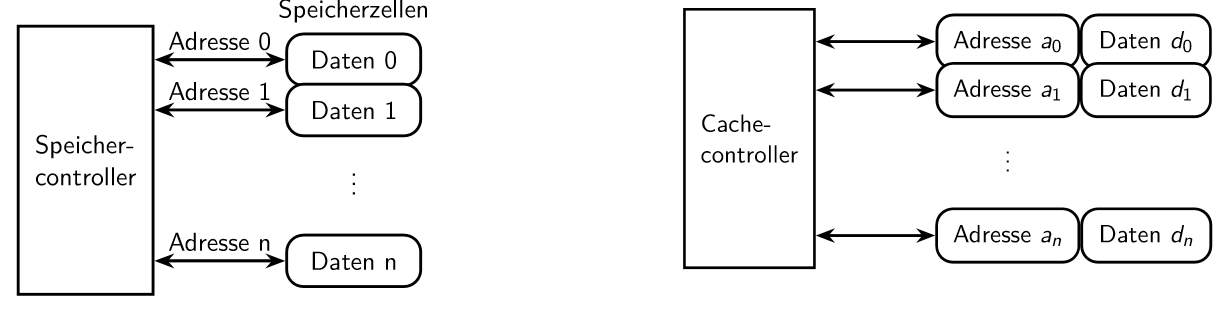 Speicherzellen
Adresse 0
Daten 0
Adresse 1
Daten 1
Speicher-
controller
⋮
Adresse n
Daten n
Adresse a₀ Daten d₀
Adresse a₁ Daten d₁
Cache-
controller
⋮
Adresse aₙ Daten dₙ